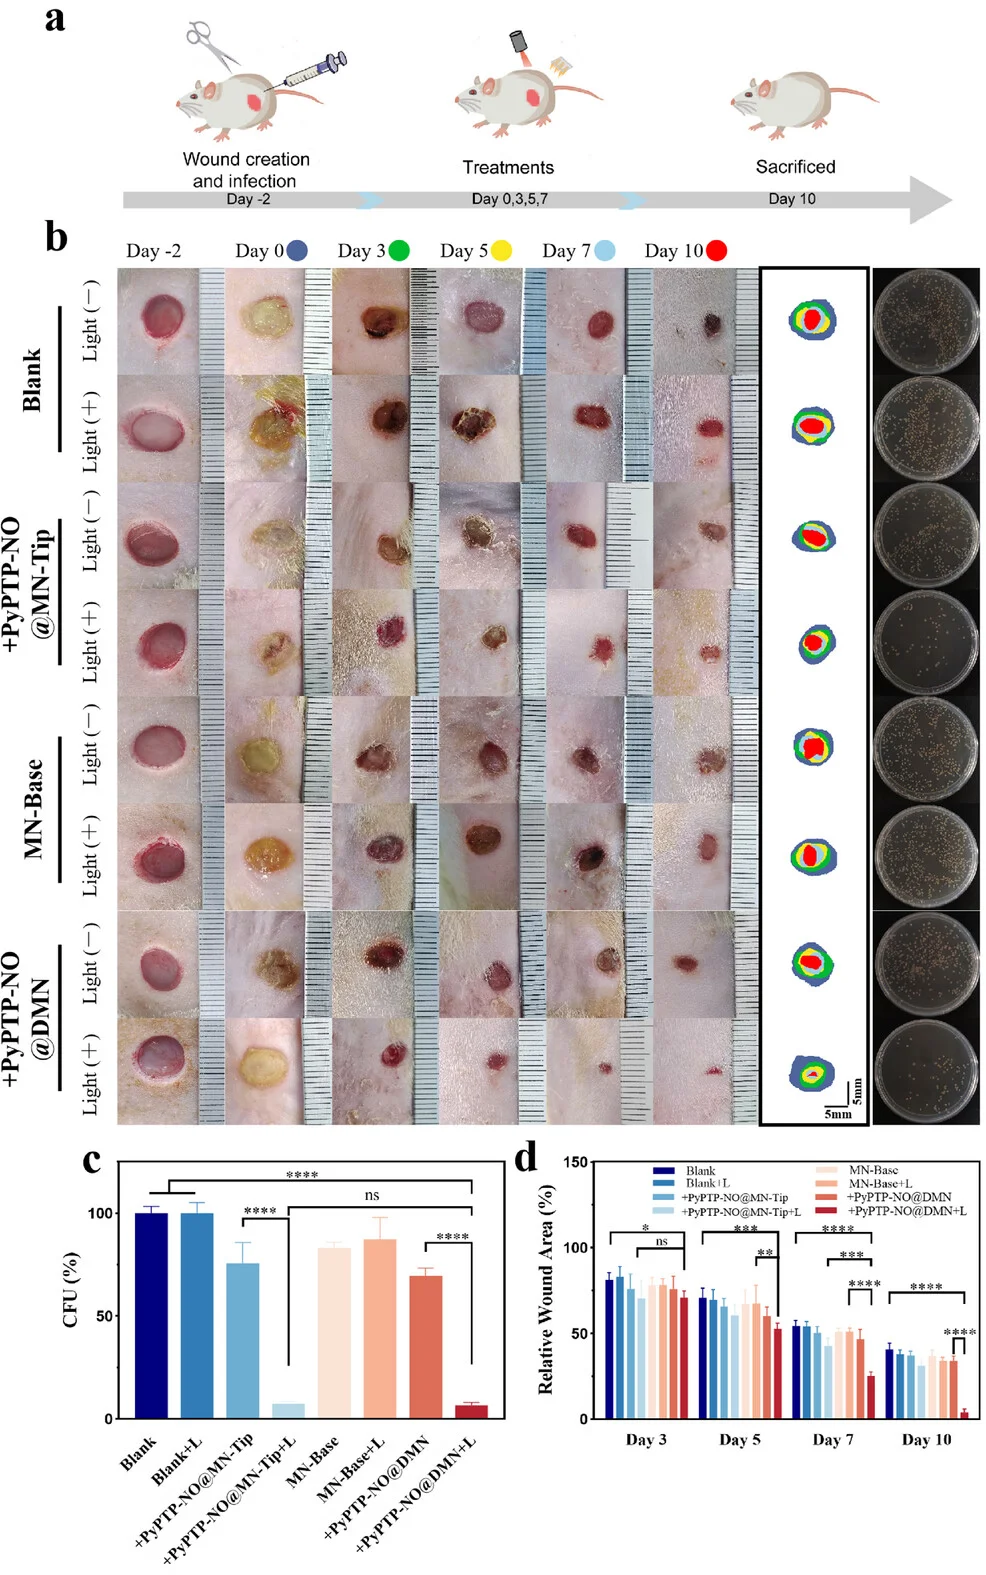 a
Wound creation
and infection
Treatments
Sacrificed
Day -2
Day 0,3,5,7
Day 10
b
Day -2
Day 0
Day 3
Day 5
Day 7
Day 10
Blank
Light (−)
Light (+)
+PyPTP-NO
@MN-Tip
Light (−)
Light (+)
MN-Base
Light (−)
Light (+)
+PyPTP-NO
@DMN
Light (−)
Light (+)
5mm
5mm
c
CFU (%)
100
50
0
****
ns
****
****
Blank
Blank+L
+PyPTP-NO@MN-Tip
+PyPTP-NO@MN-Tip+L
MN-Base
MN-Base+L
+PyPTP-NO@DMN
+PyPTP-NO@DMN+L
d
Relative Wound Area (%)
150
100
50
0
Blank
Blank+L
+PyPTP-NO@MN-Tip
+PyPTP-NO@MN-Tip+L
MN-Base
MN-Base+L
+PyPTP-NO@DMN
+PyPTP-NO@DMN+L
*
ns
***
**
****
***
****
****
****
Day 3
Day 5
Day 7
Day 10